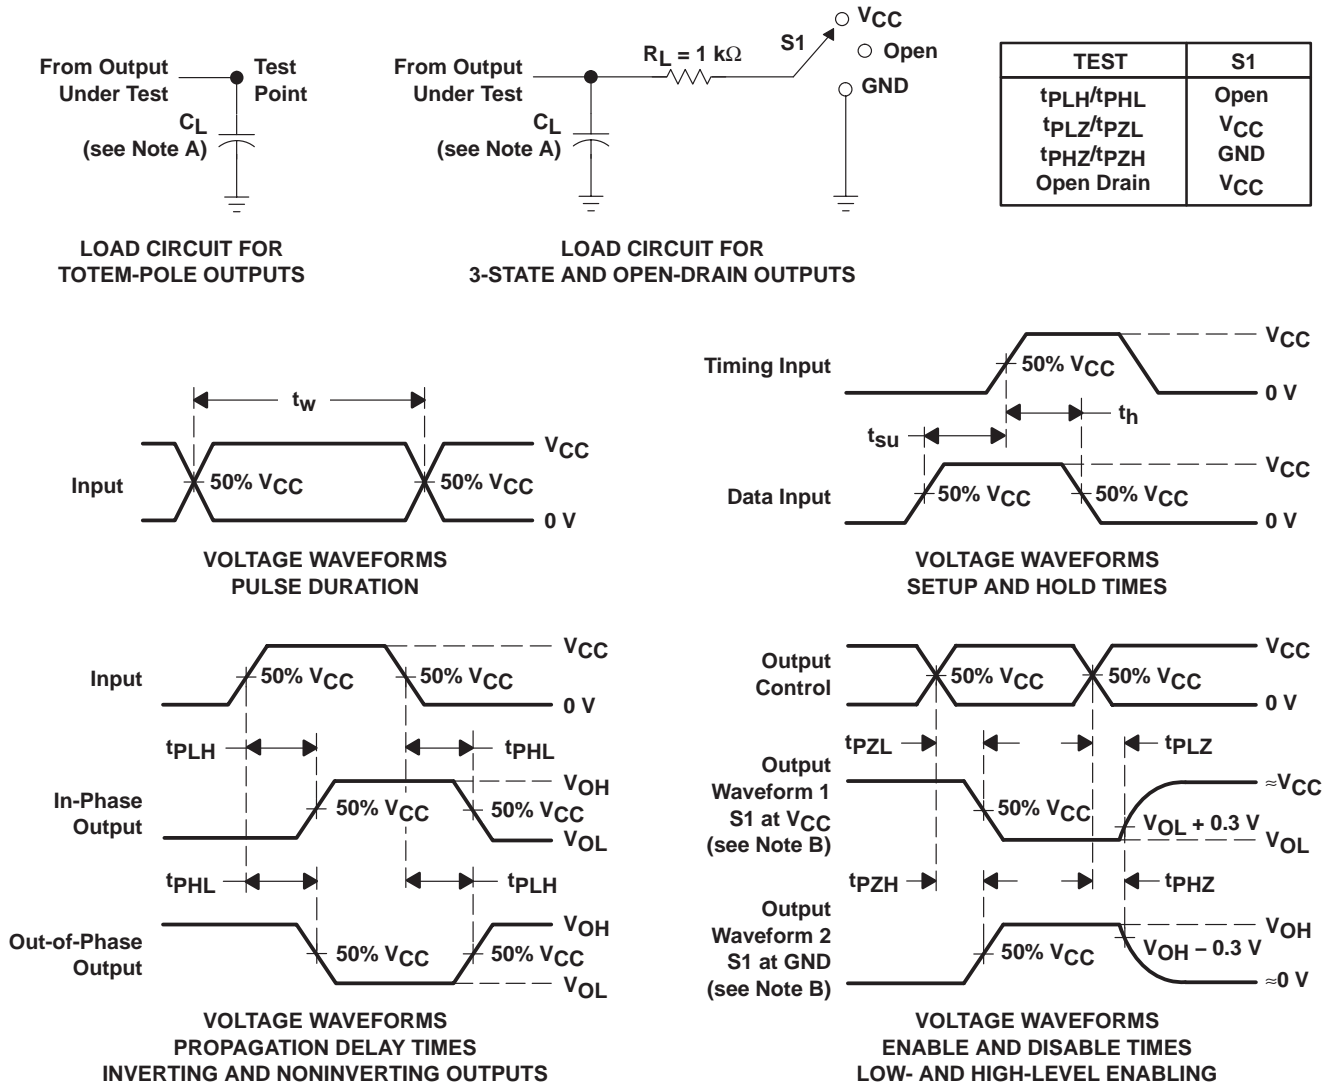 From Output
Under Test
Test
Point
CL
(see Note A)
LOAD CIRCUIT FOR
TOTEM-POLE OUTPUTS
From Output
Under Test
RL = 1 kΩ
S1
VCC
Open
GND
CL
(see Note A)
LOAD CIRCUIT FOR
3-STATE AND OPEN-DRAIN OUTPUTS
TEST S1
tPLH/tPHL Open
tPLZ/tPZL VCC
tPHZ/tPZH GND
Open Drain VCC
tw
Input
50% VCC
50% VCC
VCC
0 V
VOLTAGE WAVEFORMS
PULSE DURATION
Timing Input
50% VCC
VCC
0 V
tsu
th
Data Input
50% VCC
50% VCC
VCC
0 V
VOLTAGE WAVEFORMS
SETUP AND HOLD TIMES
Input
50% VCC
50% VCC
VCC
0 V
tPLH
tPHL
In-Phase
Output
50% VCC
50% VCC
VOH
VOL
tPHL
tPLH
Out-of-Phase
Output
50% VCC
50% VCC
VOH
VOL
VOLTAGE WAVEFORMS
PROPAGATION DELAY TIMES
INVERTING AND NONINVERTING OUTPUTS
Output
Control
50% VCC
50% VCC
VCC
0 V
tPZL
tPLZ
Output
Waveform 1
S1 at VCC
(see Note B)
50% VCC
VOL + 0.3 V
≈VCC
VOL
tPZH
tPHZ
Output
Waveform 2
S1 at GND
(see Note B)
50% VCC
VOH − 0.3 V
VOH
≈0 V
VOLTAGE WAVEFORMS
ENABLE AND DISABLE TIMES
LOW- AND HIGH-LEVEL ENABLING